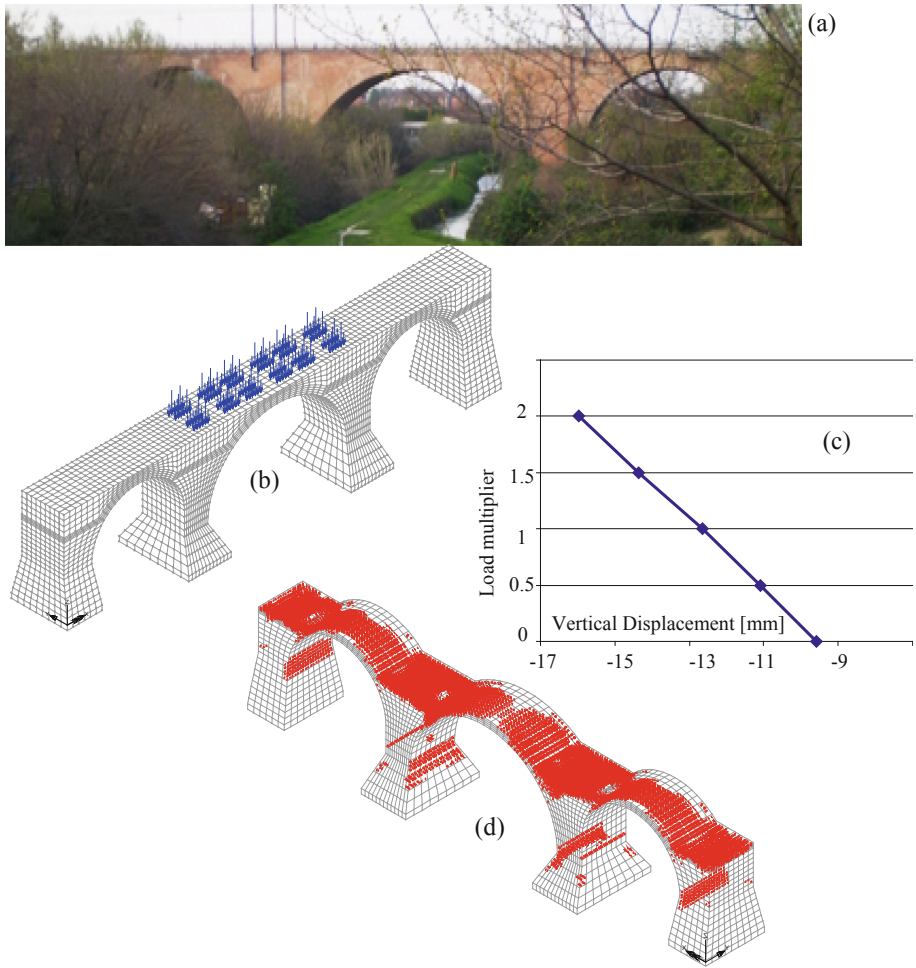 (a)
(b)
(c)
Load multiplier
2
1.5
1
0.5
0
Vertical Displacement [mm]
-17
-15
-13
-11
-9
(d)